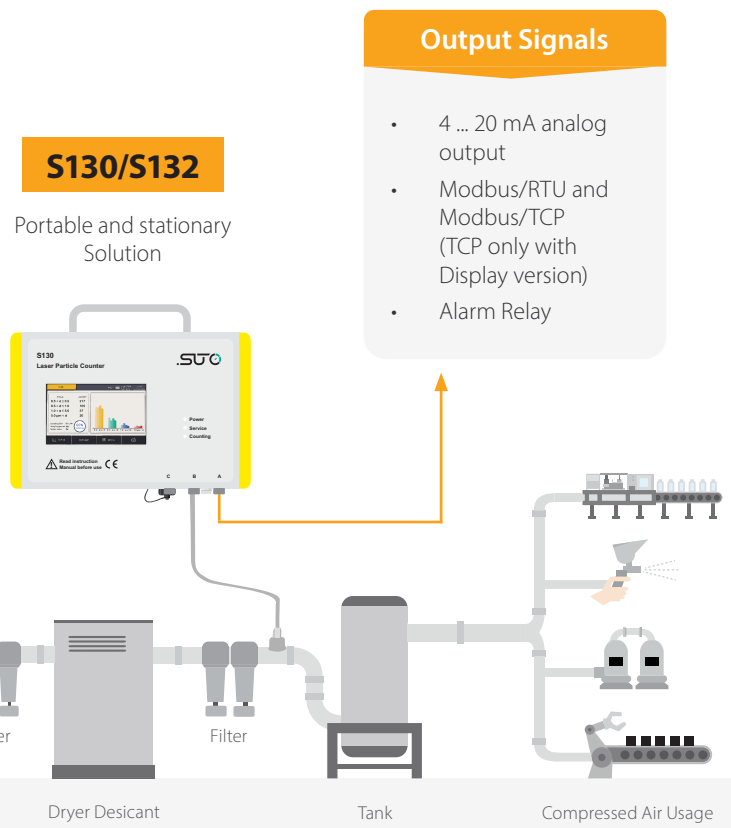 Output Signals
• 4 ... 20 mA analog
output
• Modbus/RTU and
Modbus/TCP
(TCP only with
Display version)
• Alarm Relay
S130/S132
Portable and stationary
Solution
S130
Laser Particle Counter
SUTO
Power
Service
Counting
Read instruction
Manual before use CE
C B A
er
Filter
Dryer Desicant
Tank
Compressed Air Usage